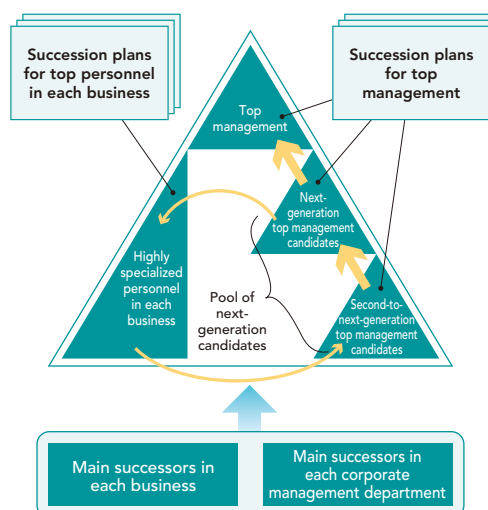 Succession plans
for top personnel
in each business
Succession plans
for top
management
Top
management
Next-
generation
top management
candidates
Highly
specialized
personnel
in each
business
Pool of
next-
generation
candidates
Second-to-
next-generation
top management
candidates
Main successors in
each business
Main successors in
each corporate
management department